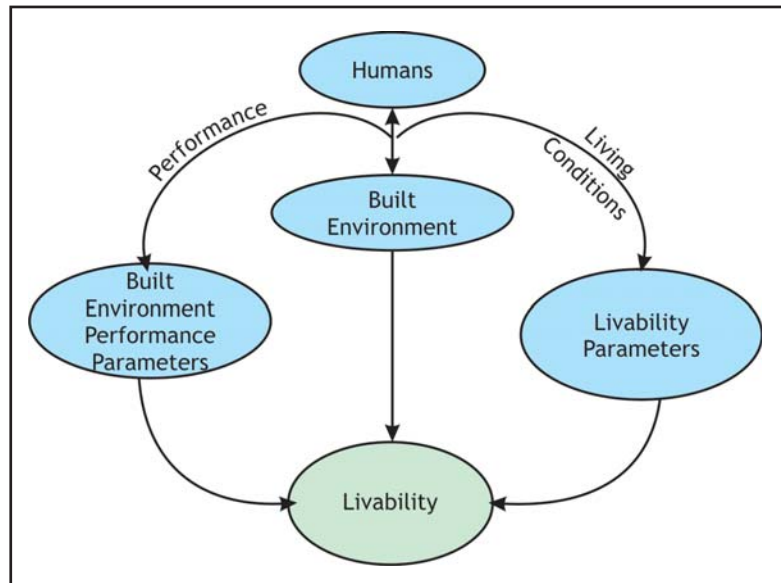 Humans
Performance
Living
Conditions
Built
Environment
Built
Environment
Performance
Parameters
Livability
Parameters
Livability